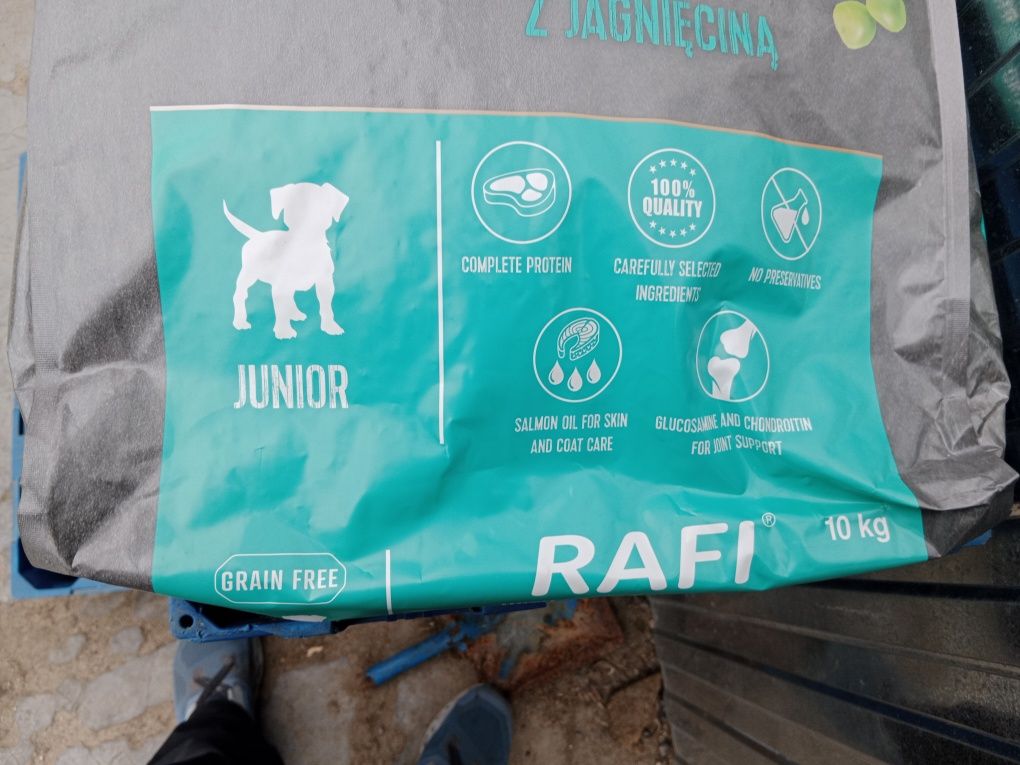 Z JAGNIĘCINĄ
100%
QUALITY
COMPLETE PROTEIN
CAREFULLY SELECTED
INGREDIENTS
NO PRESERVATIVES
JUNIOR
SALMON OIL FOR SKIN
AND COAT CARE
GLUCOSAMINE AND CHONDROITIN
FOR JOINT SUPPORT
GRAIN FREE
RAFI®
10 kg